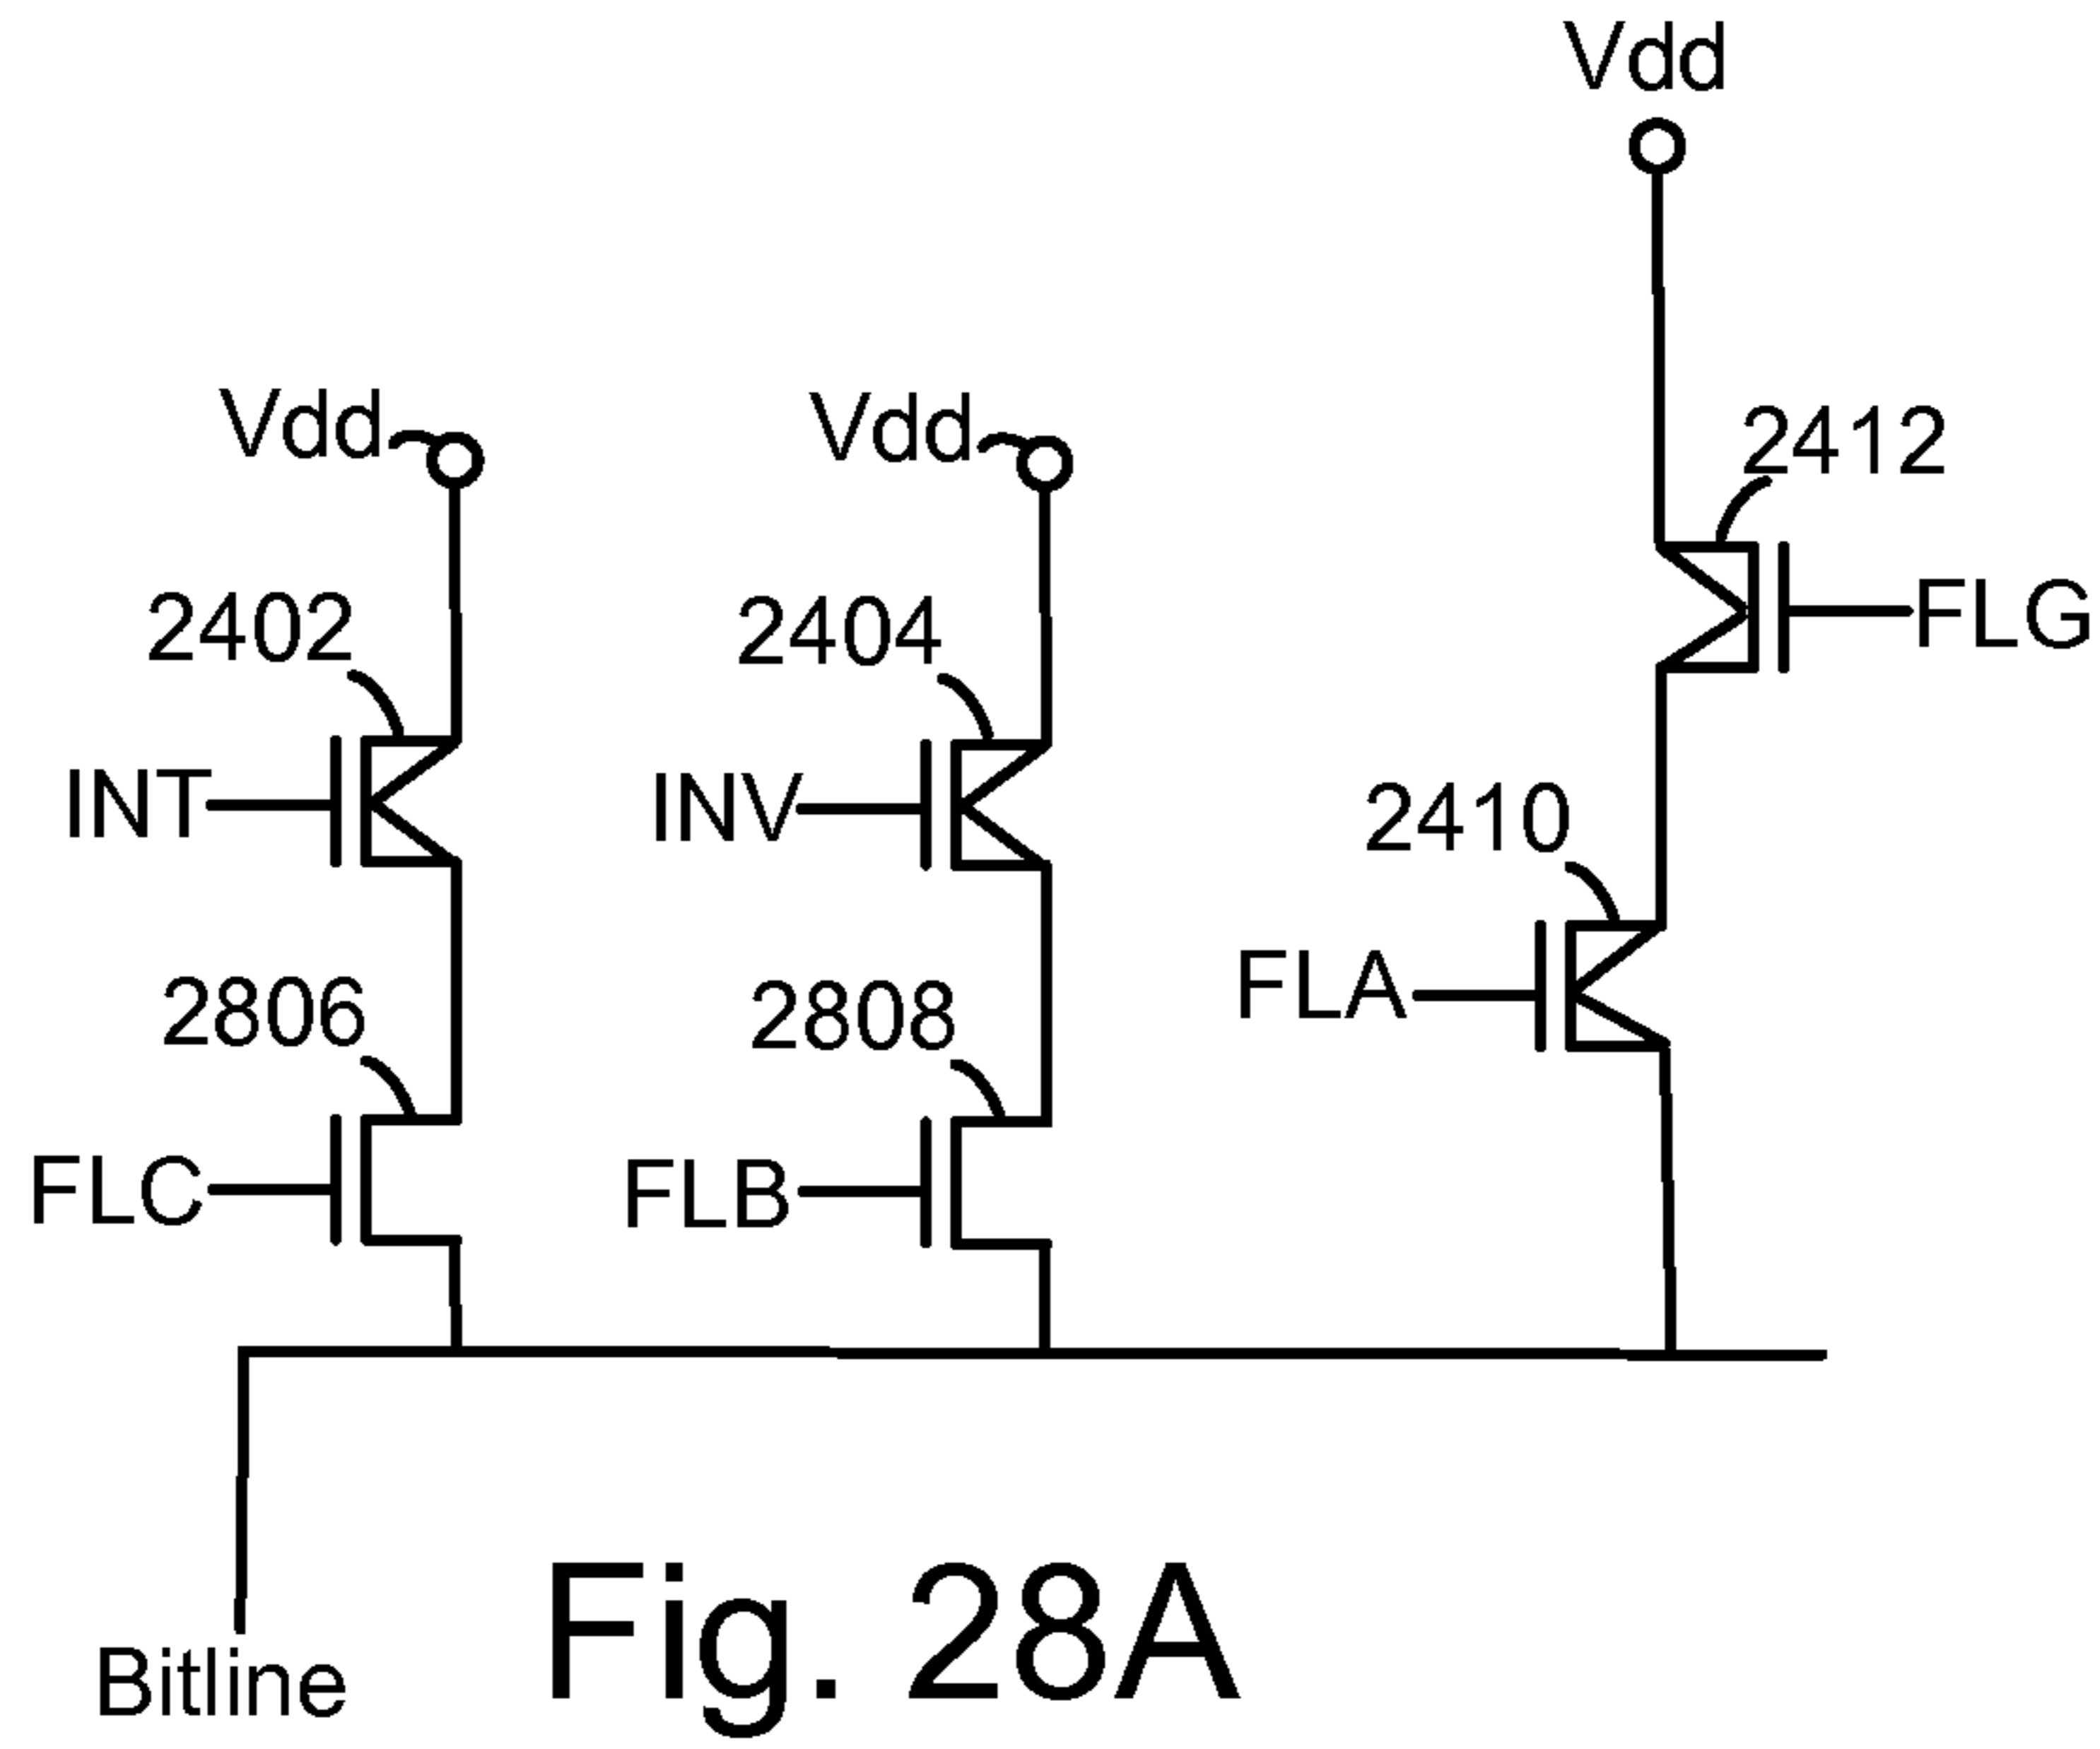 Vdd
Vdd
Vdd
2412
2402
2404
FLG
INT
INV
2410
2806
2808
FLA
FLC
FLB
Bitline
Fig. 28A